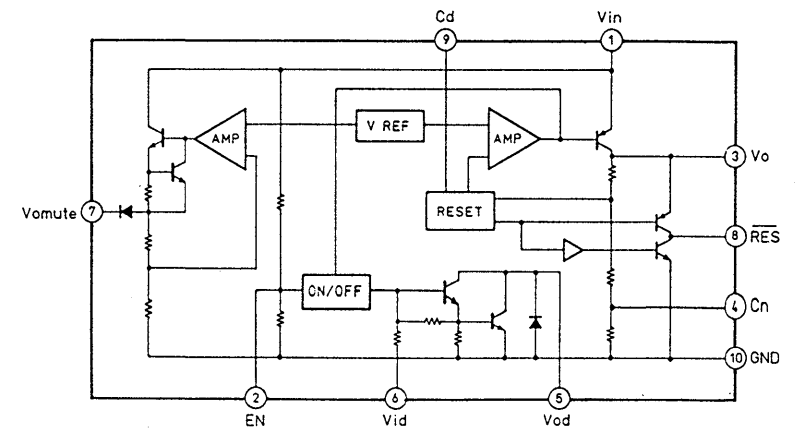 Cd Vin
9 1
AMP V REF AMP
3 Vo
Vomute 7 RESET
8 RES
ON/OFF
4 Cn
10 GND
2 6 5
EN Vid Vod